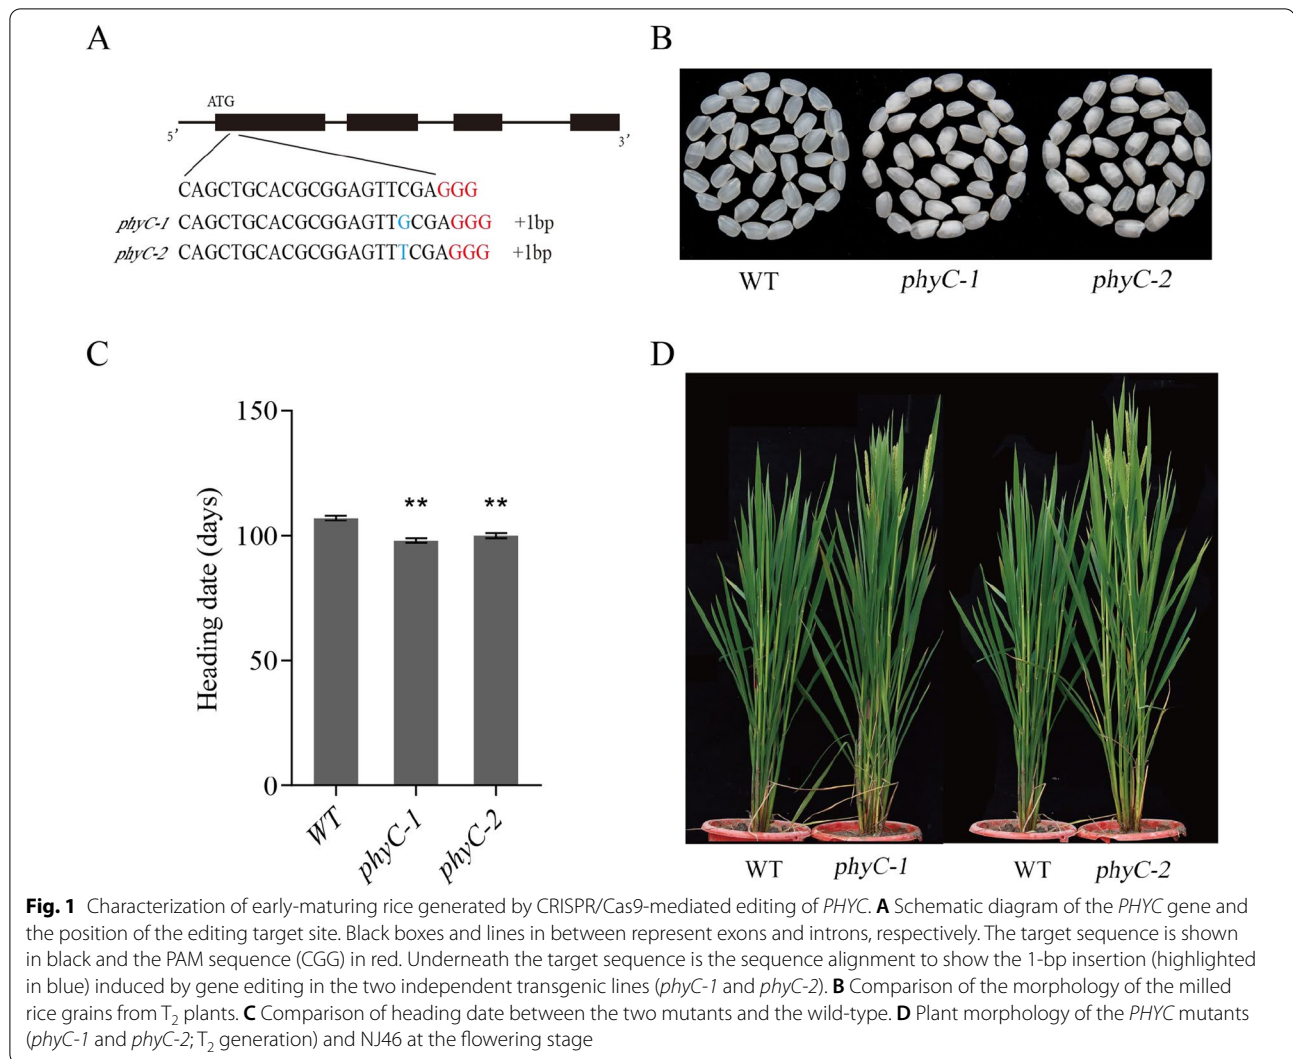 A
ATG
5′
3′
CAGCTGCACGCGGAGTTCGAGGG
phyC-1 CAGCTGCACGCGGAGTTGCGAGGG +1bp
phyC-2 CAGCTGCACGCGGAGTTTCGAGGG +1bp
B
WT phyC-1 phyC-2
C
Heading date (days)
150
100
50
0
** **
WT phyC-1 phyC-2
D
WT phyC-1 WT phyC-2
Fig. 1 Characterization of early-maturing rice generated by CRISPR/Cas9-mediated editing of PHYC. A Schematic diagram of the PHYC gene and
the position of the editing target site. Black boxes and lines in between represent exons and introns, respectively. The target sequence is shown
in black and the PAM sequence (CGG) in red. Underneath the target sequence is the sequence alignment to show the 1-bp insertion (highlighted
in blue) induced by gene editing in the two independent transgenic lines (phyC-1 and phyC-2). B Comparison of the morphology of the milled
rice grains from T2 plants. C Comparison of heading date between the two mutants and the wild-type. D Plant morphology of the PHYC mutants
(phyC-1 and phyC-2; T2 generation) and NJ46 at the flowering stage